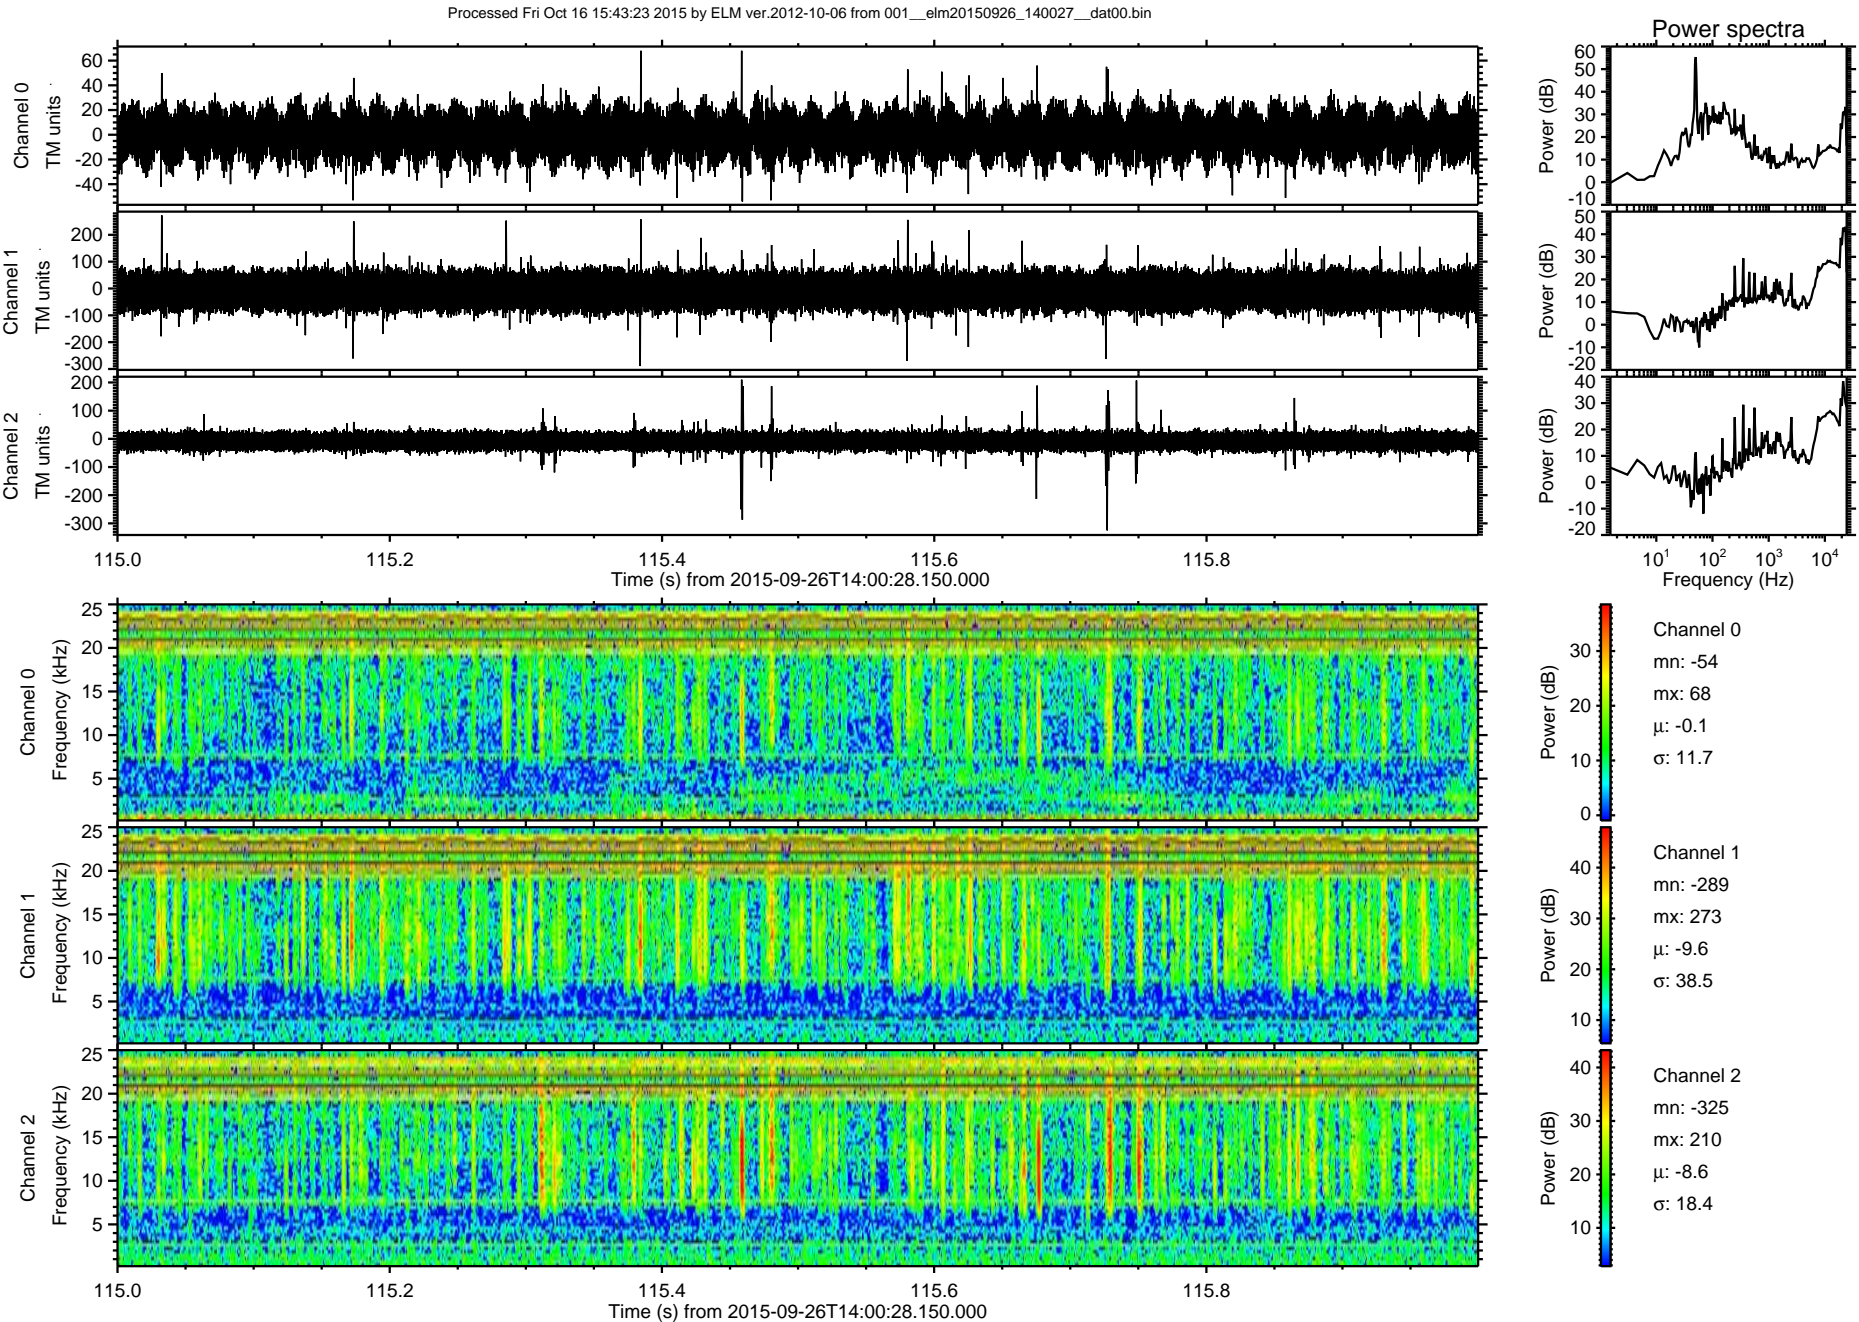 Processed Fri Oct 16 15:43:23 2015 by ELM ver.2012-10-06 from 001__elm20150926_140027__dat00.bin
Power spectra
Channel 0
TM units
60
40
20
0
-20
-40
Power (dB)
60
50
40
30
20
10
0
-10
Channel 1
TM units
200
100
0
-100
-200
-300
Power (dB)
50
40
30
20
10
0
-10
-20
Channel 2
TM units
200
100
0
-100
-200
-300
Power (dB)
40
30
20
10
0
-10
-20
115.0 115.2 115.4 115.6 115.8
Time (s) from 2015-09-26T14:00:28.150.000
10^1 10^2 10^3 10^4
Frequency (Hz)
Channel 0
Frequency (kHz)
25
20
15
10
5
Power (dB)
30
20
10
0
Channel 0
mn: -54
mx: 68
μ: -0.1
σ: 11.7
Channel 1
Frequency (kHz)
25
20
15
10
5
Power (dB)
40
30
20
10
Channel 1
mn: -289
mx: 273
μ: -9.6
σ: 38.5
Channel 2
Frequency (kHz)
25
20
15
10
5
Power (dB)
40
30
20
10
Channel 2
mn: -325
mx: 210
μ: -8.6
σ: 18.4
115.0 115.2 115.4 115.6 115.8
Time (s) from 2015-09-26T14:00:28.150.000